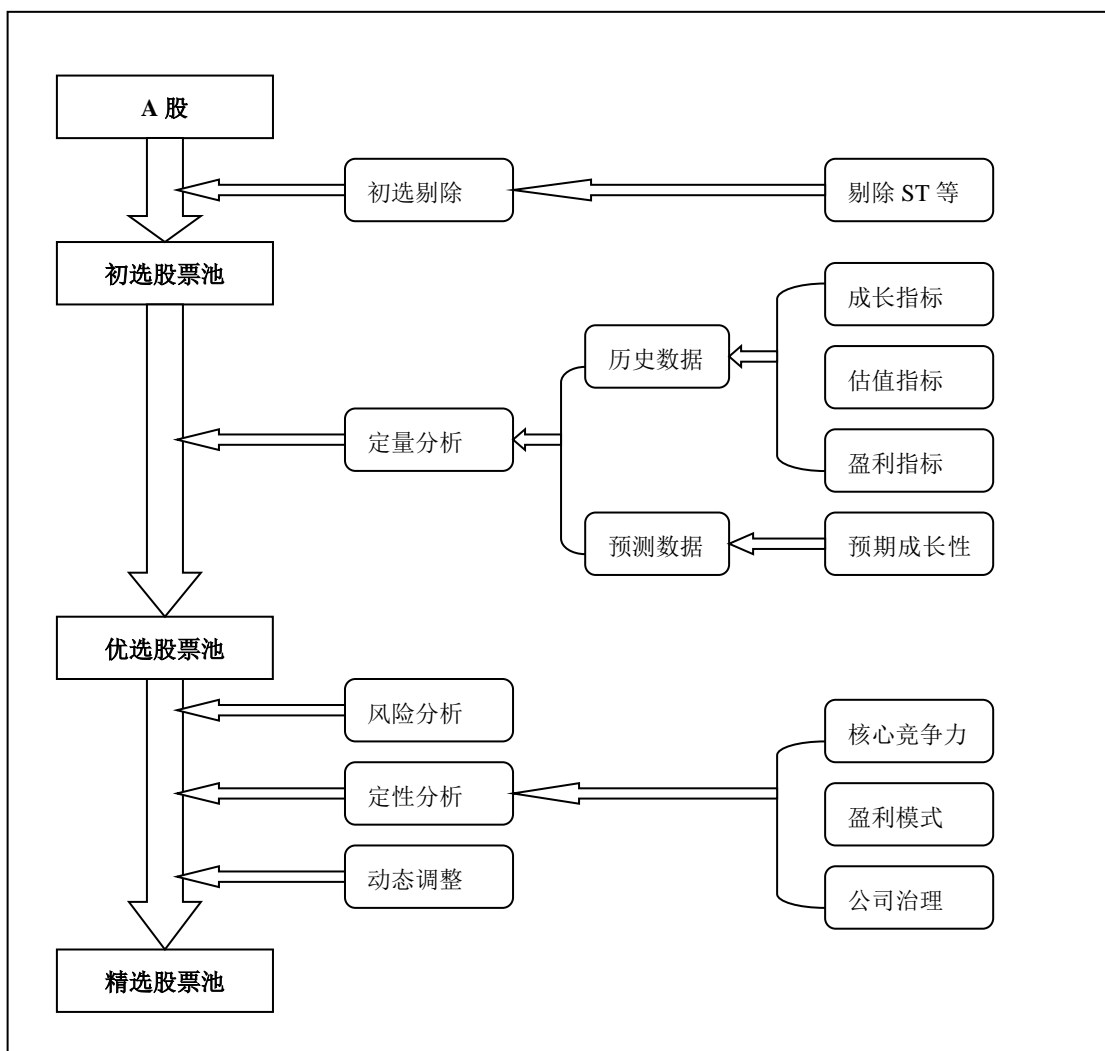 A 股
初选剔除
剔除 ST 等
初选股票池
成长指标
历史数据
估值指标
定量分析
盈利指标
预测数据
预期成长性
优选股票池
风险分析
核心竞争力
定性分析
盈利模式
动态调整
公司治理
精选股票池